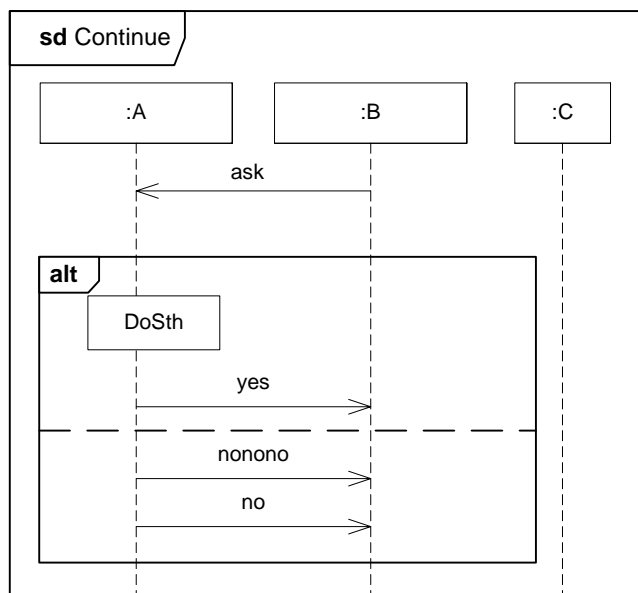 sd Continue
:A
:B
:C
ask
alt
DoSth
yes
nonono
no